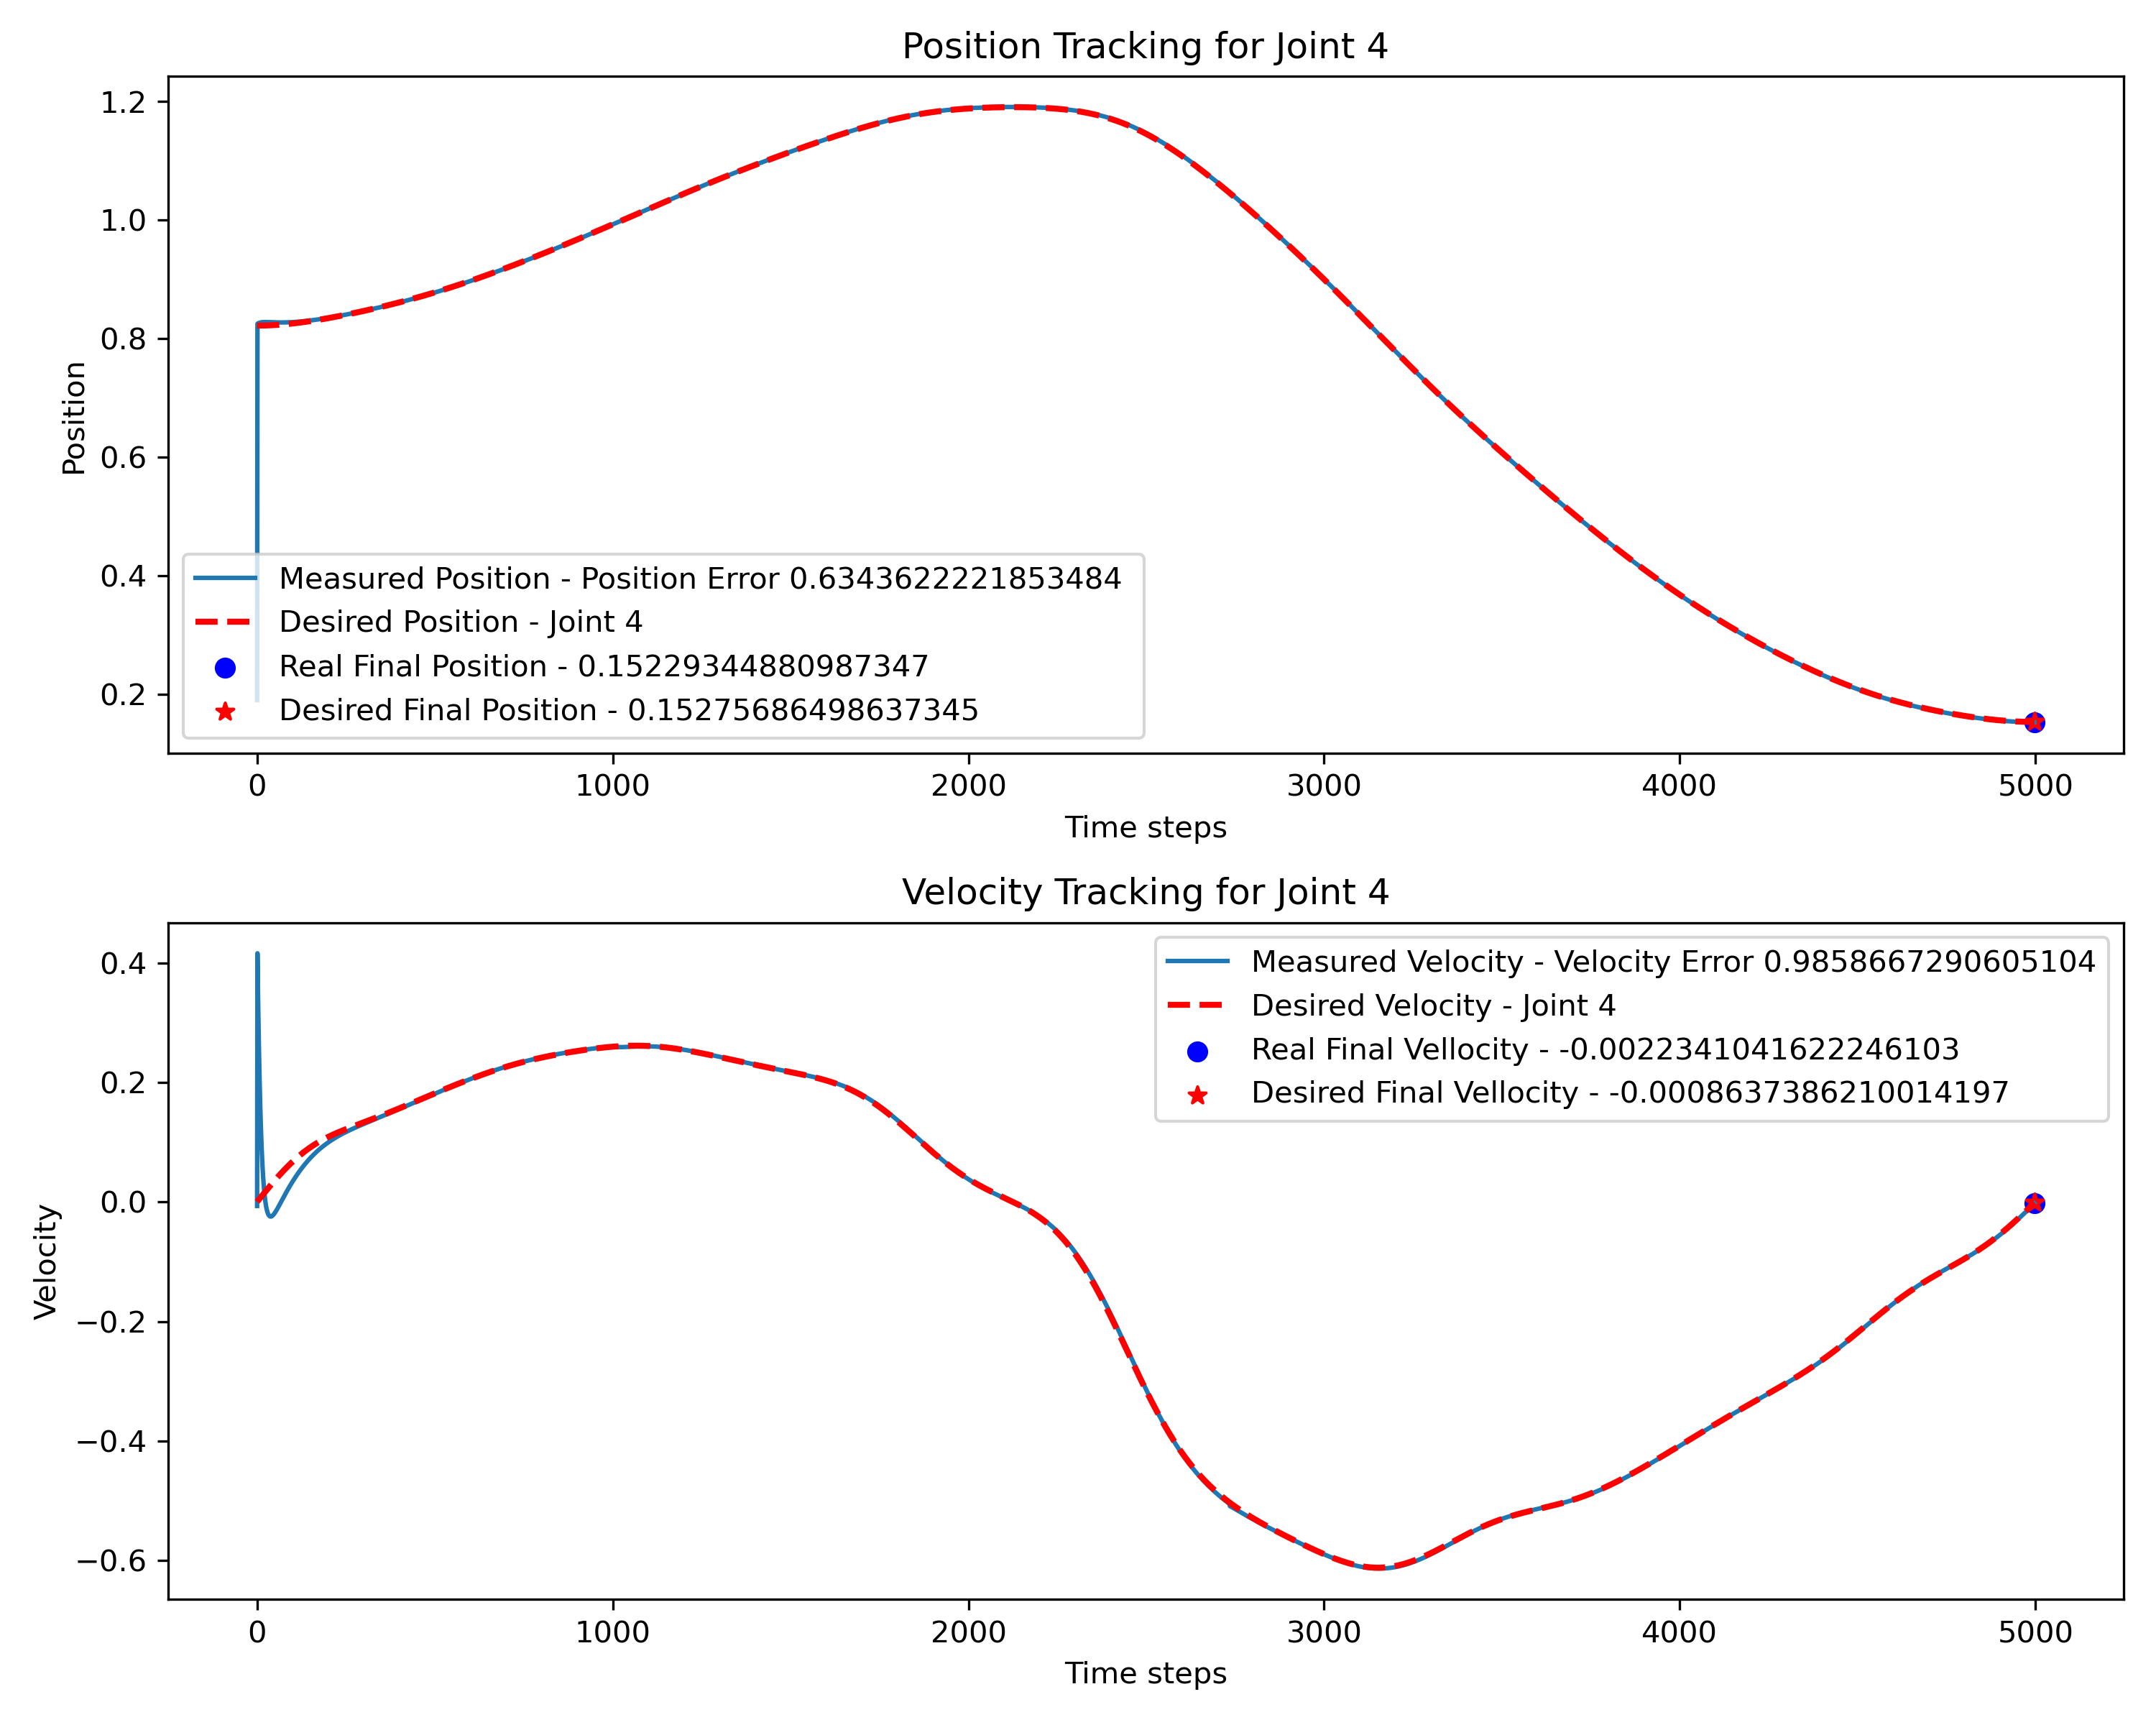 Position Tracking for Joint 4
1.2
1.0
0.8
0.6
0.4
0.2
Position
Measured Position - Position Error 0.6343622221853484
Desired Position - Joint 4
Real Final Position - 0.15229344880987347
Desired Final Position - 0.15275686498637345
0 1000 2000 3000 4000 5000
Time steps
Velocity Tracking for Joint 4
0.4
0.2
0.0
−0.2
−0.4
−0.6
Velocity
Measured Velocity - Velocity Error 0.9858667290605104
Desired Velocity - Joint 4
Real Final Vellocity - -0.0022341041622246103
Desired Final Vellocity - -0.0008637386210014197
0 1000 2000 3000 4000 5000
Time steps